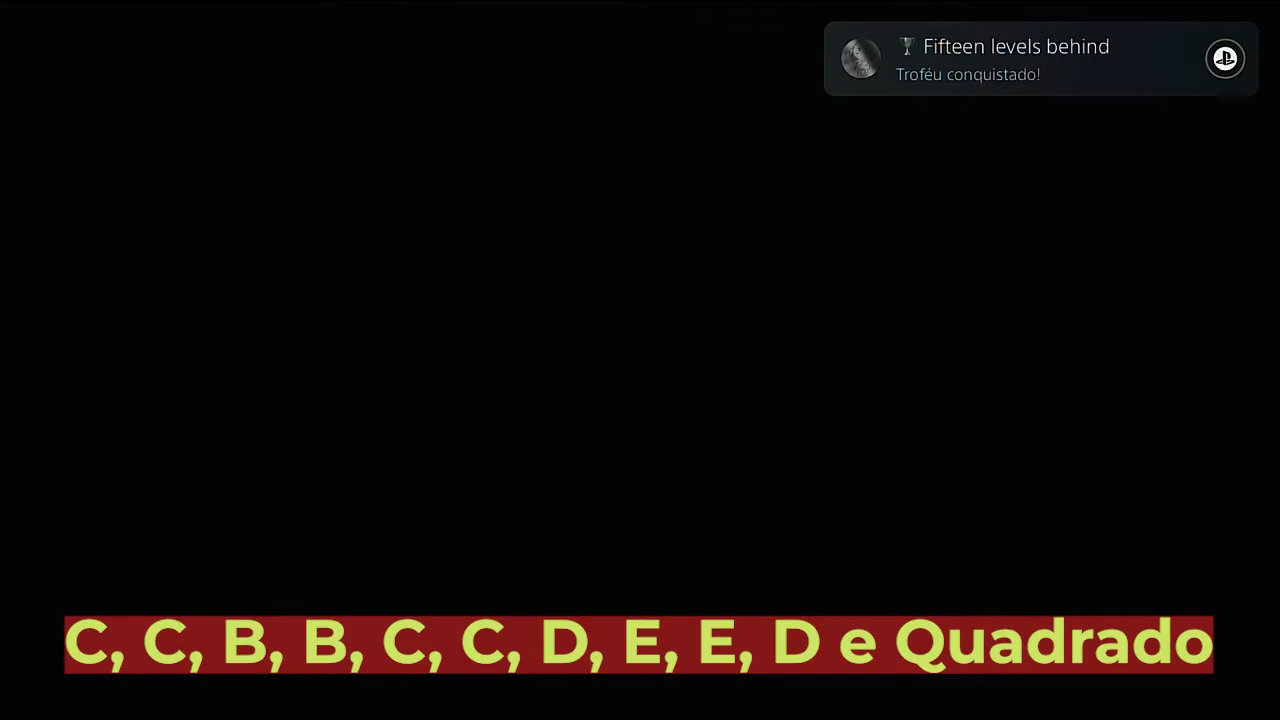 Fifteen levels behind
Troféu conquistado!
C, C, B, B, C, C, D, E, E, D e Quadrado